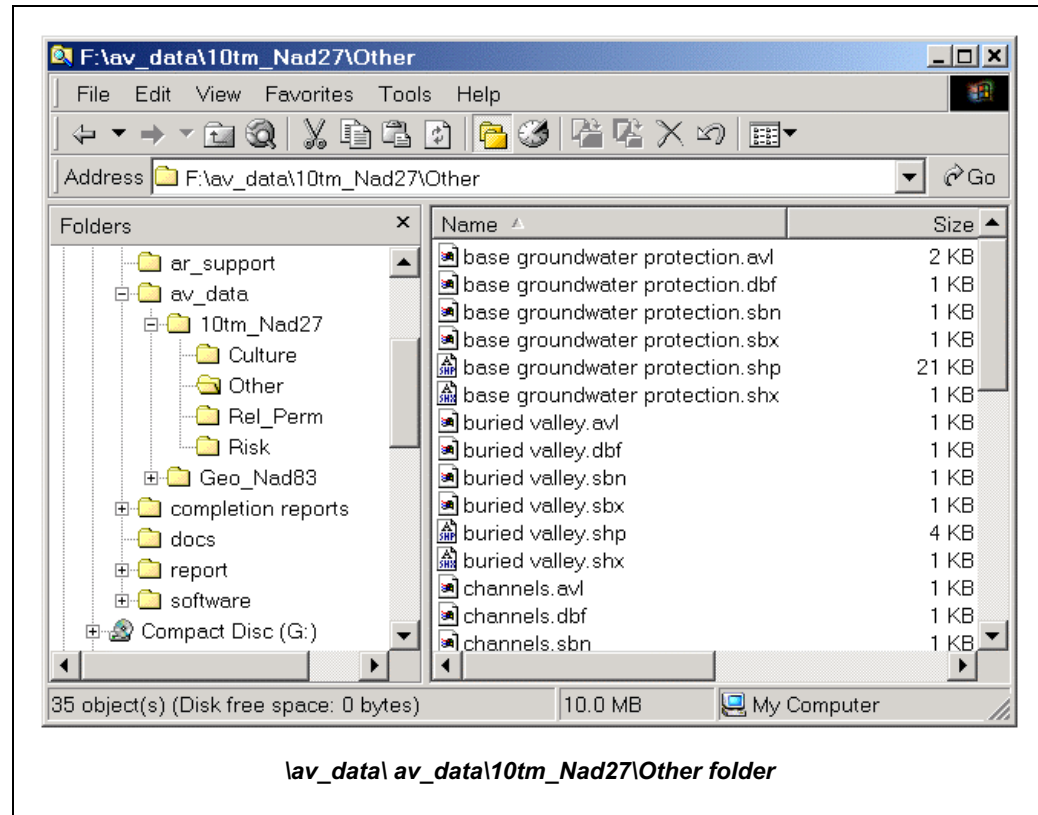 F:\av_data\10tm_Nad27\Other
File Edit View Favorites Tools Help
Address F:\av_data\10tm_Nad27\Other Go
Folders × Name Size
ar_support
av_data
10tm_Nad27
Culture
Other
Rel_Perm
Risk
Geo_Nad83
completion reports
docs
report
software
Compact Disc (G:)
base groundwater protection.avl 2 KB
base groundwater protection.dbf 1 KB
base groundwater protection.sbn 1 KB
base groundwater protection.sbx 1 KB
base groundwater protection.shp 21 KB
base groundwater protection.shx 1 KB
buried valley.avl 1 KB
buried valley.dbf 1 KB
buried valley.sbn 1 KB
buried valley.sbx 1 KB
buried valley.shp 4 KB
buried valley.shx 1 KB
channels.avl 1 KB
channels.dbf 1 KB
channels.sbn 1 KB
35 object(s) (Disk free space: 0 bytes) 10.0 MB My Computer
\av_data\ av_data\10tm_Nad27\Other folder